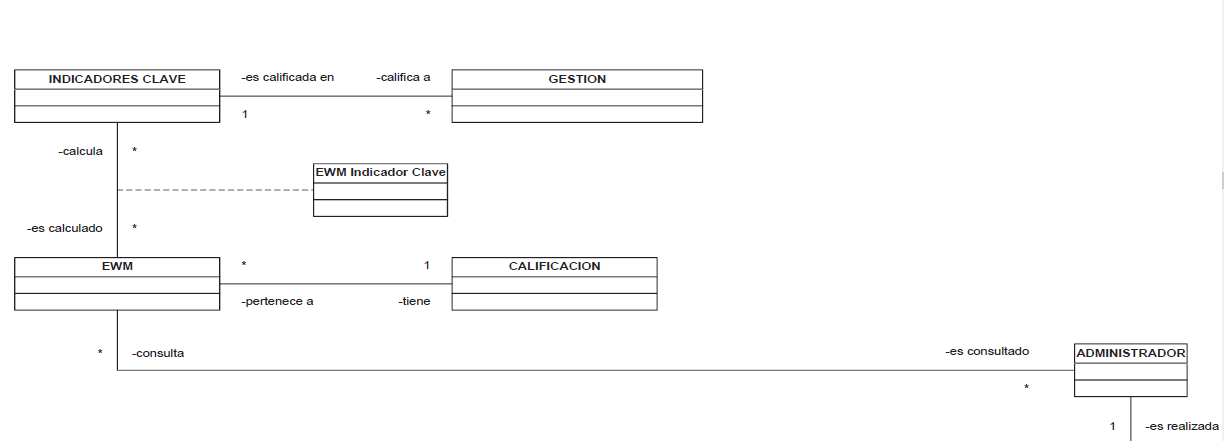 INDICADORES CLAVE
-es calificada en
-califica a
GESTION
1
*
-calcula
*
EWM Indicador Clave
-es calculado
*
EWM
*
1
CALIFICACION
-pertenece a
-tiene
*
-consulta
-es consultado
ADMINISTRADOR
*
1
-es realizada